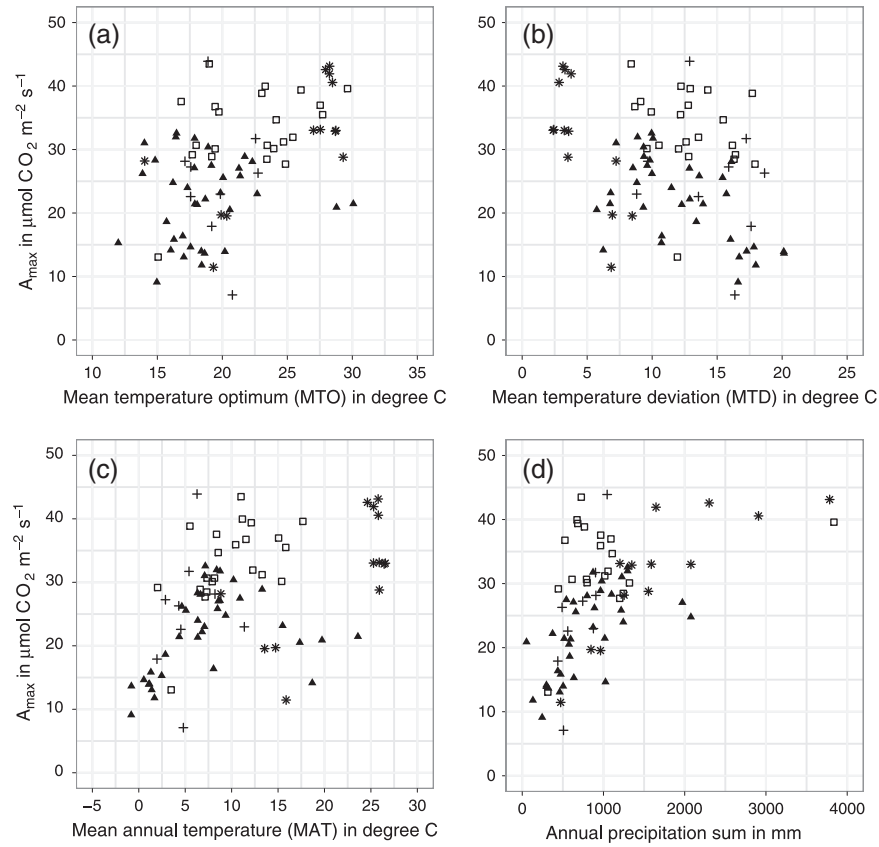 (a)
50
40
30
20
10
0
A_max in μmol CO₂ m⁻² s⁻¹
10 15 20 25 30 35
Mean temperature optimum (MTO) in degree C
(b)
50
40
30
20
10
0
0 5 10 15 20 25
Mean temperature deviation (MTD) in degree C
(c)
50
40
30
20
10
0
A_max in μmol CO₂ m⁻² s⁻¹
−5 0 5 10 15 20 25 30
Mean annual temperature (MAT) in degree C
(d)
50
40
30
20
10
0
0 1000 2000 3000 4000
Annual precipitation sum in mm